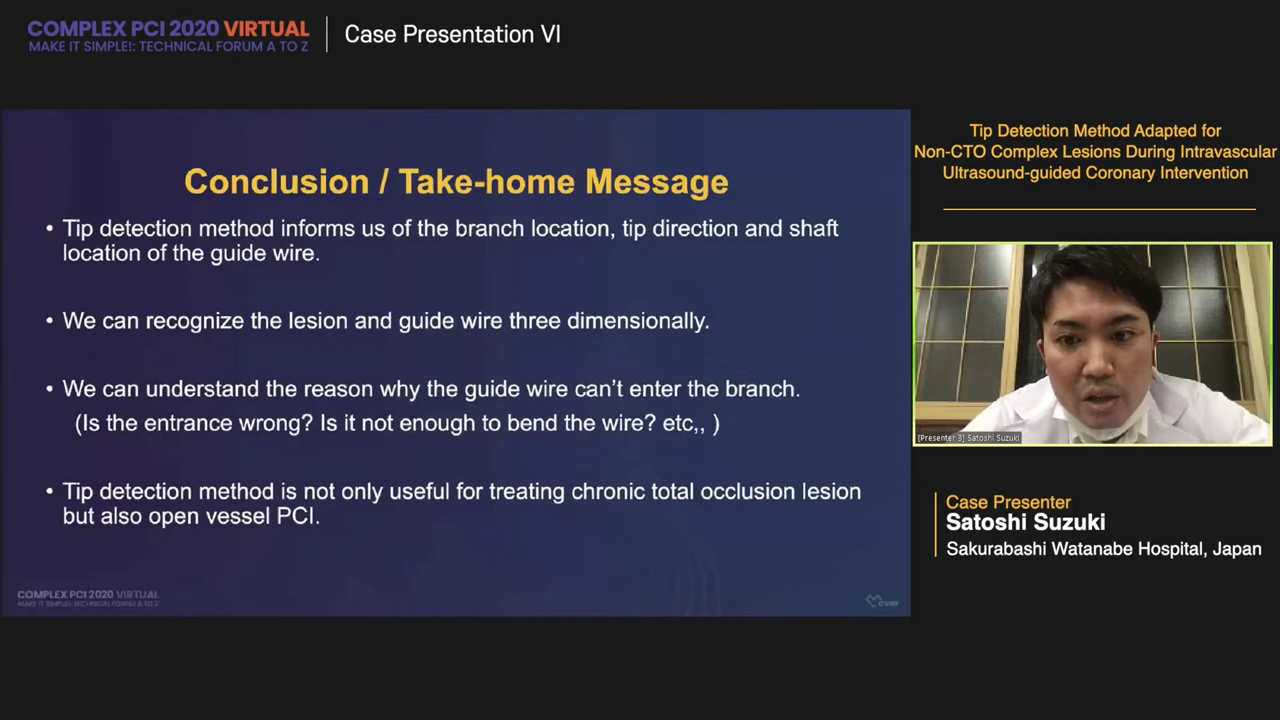 COMPLEX PCI 2020 VIRTUAL
MAKE IT SIMPLE!: TECHNICAL FORUM A TO Z
Case Presentation VI
Conclusion / Take-home Message
• Tip detection method informs us of the branch location, tip direction and shaft
location of the guide wire.
• We can recognize the lesion and guide wire three dimensionally.
• We can understand the reason why the guide wire can’t enter the branch.
(Is the entrance wrong? Is it not enough to bend the wire? etc,, )
• Tip detection method is not only useful for treating chronic total occlusion lesion
but also open vessel PCI.
COMPLEX PCI 2020 VIRTUAL
MAKE IT SIMPLE!: TECHNICAL FORUM A TO Z
CVRF
Tip Detection Method Adapted for
Non-CTO Complex Lesions During Intravascular
Ultrasound-guided Coronary Intervention
[Presenter 3] Satoshi Suzuki
Case Presenter
Satoshi Suzuki
Sakurabashi Watanabe Hospital, Japan